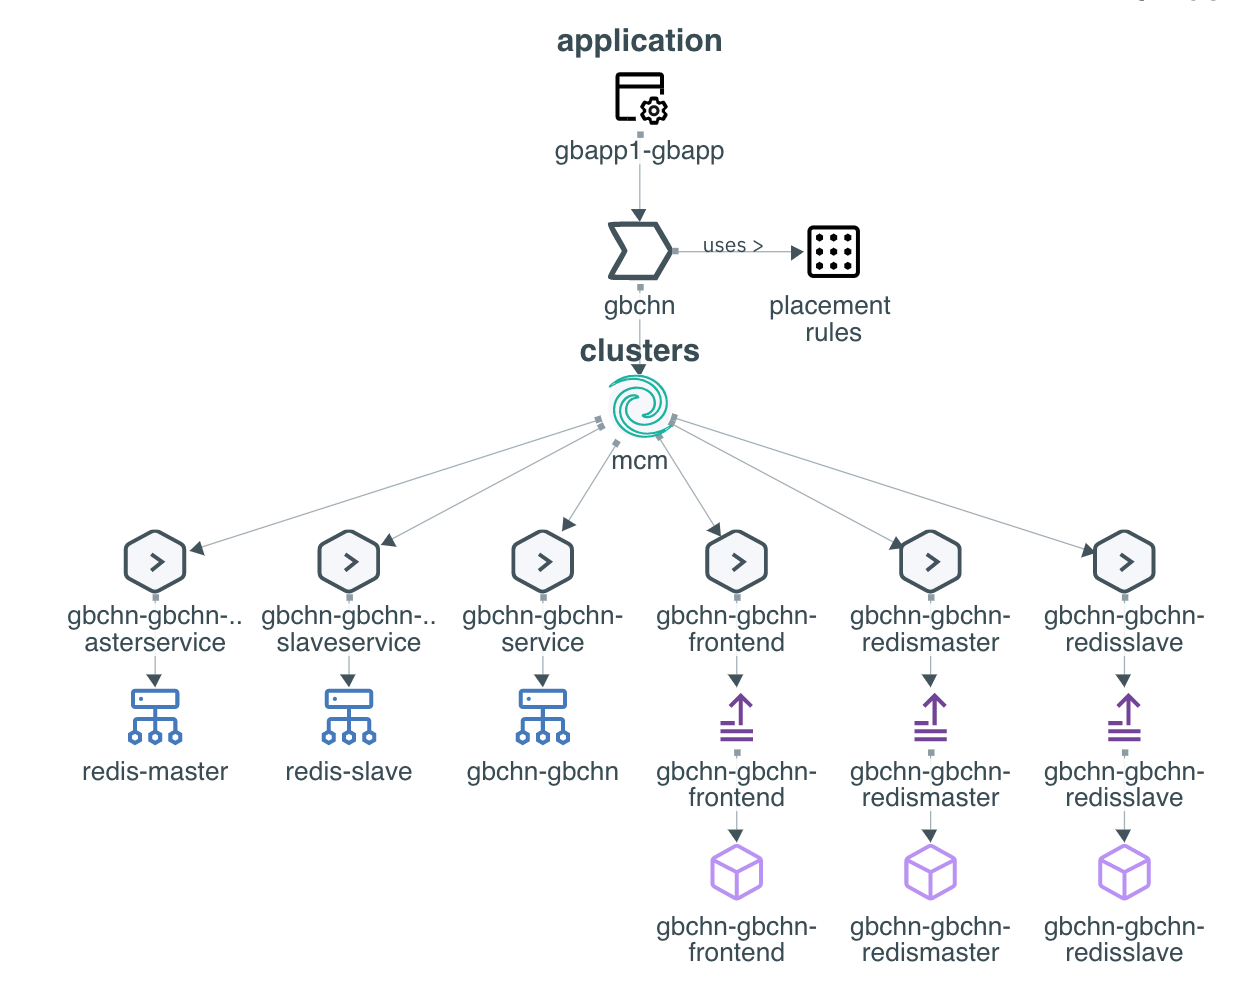 application
gbapp1-gbapp
uses >
gbchn
placement
rules
clusters
mcm
gbchn-gbchn-..
asterservice
gbchn-gbchn-..
slaveservice
gbchn-gbchn-
service
gbchn-gbchn-
frontend
gbchn-gbchn-
redismaster
gbchn-gbchn-
redisslave
redis-master
redis-slave
gbchn-gbchn
gbchn-gbchn-
frontend
gbchn-gbchn-
redismaster
gbchn-gbchn-
redisslave
gbchn-gbchn-
frontend
gbchn-gbchn-
redismaster
gbchn-gbchn-
redisslave